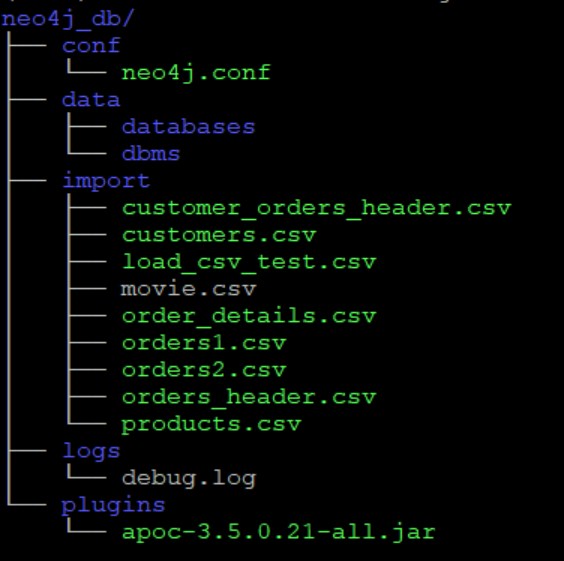 neo4j_db/
├── conf
│   └── neo4j.conf
├── data
│   ├── databases
│   └── dbms
├── import
│   ├── customer_orders_header.csv
│   ├── customers.csv
│   ├── load_csv_test.csv
│   ├── movie.csv
│   ├── order_details.csv
│   ├── orders1.csv
│   ├── orders2.csv
│   ├── orders_header.csv
│   └── products.csv
├── logs
│   └── debug.log
└── plugins
    └── apoc-3.5.0.21-all.jar